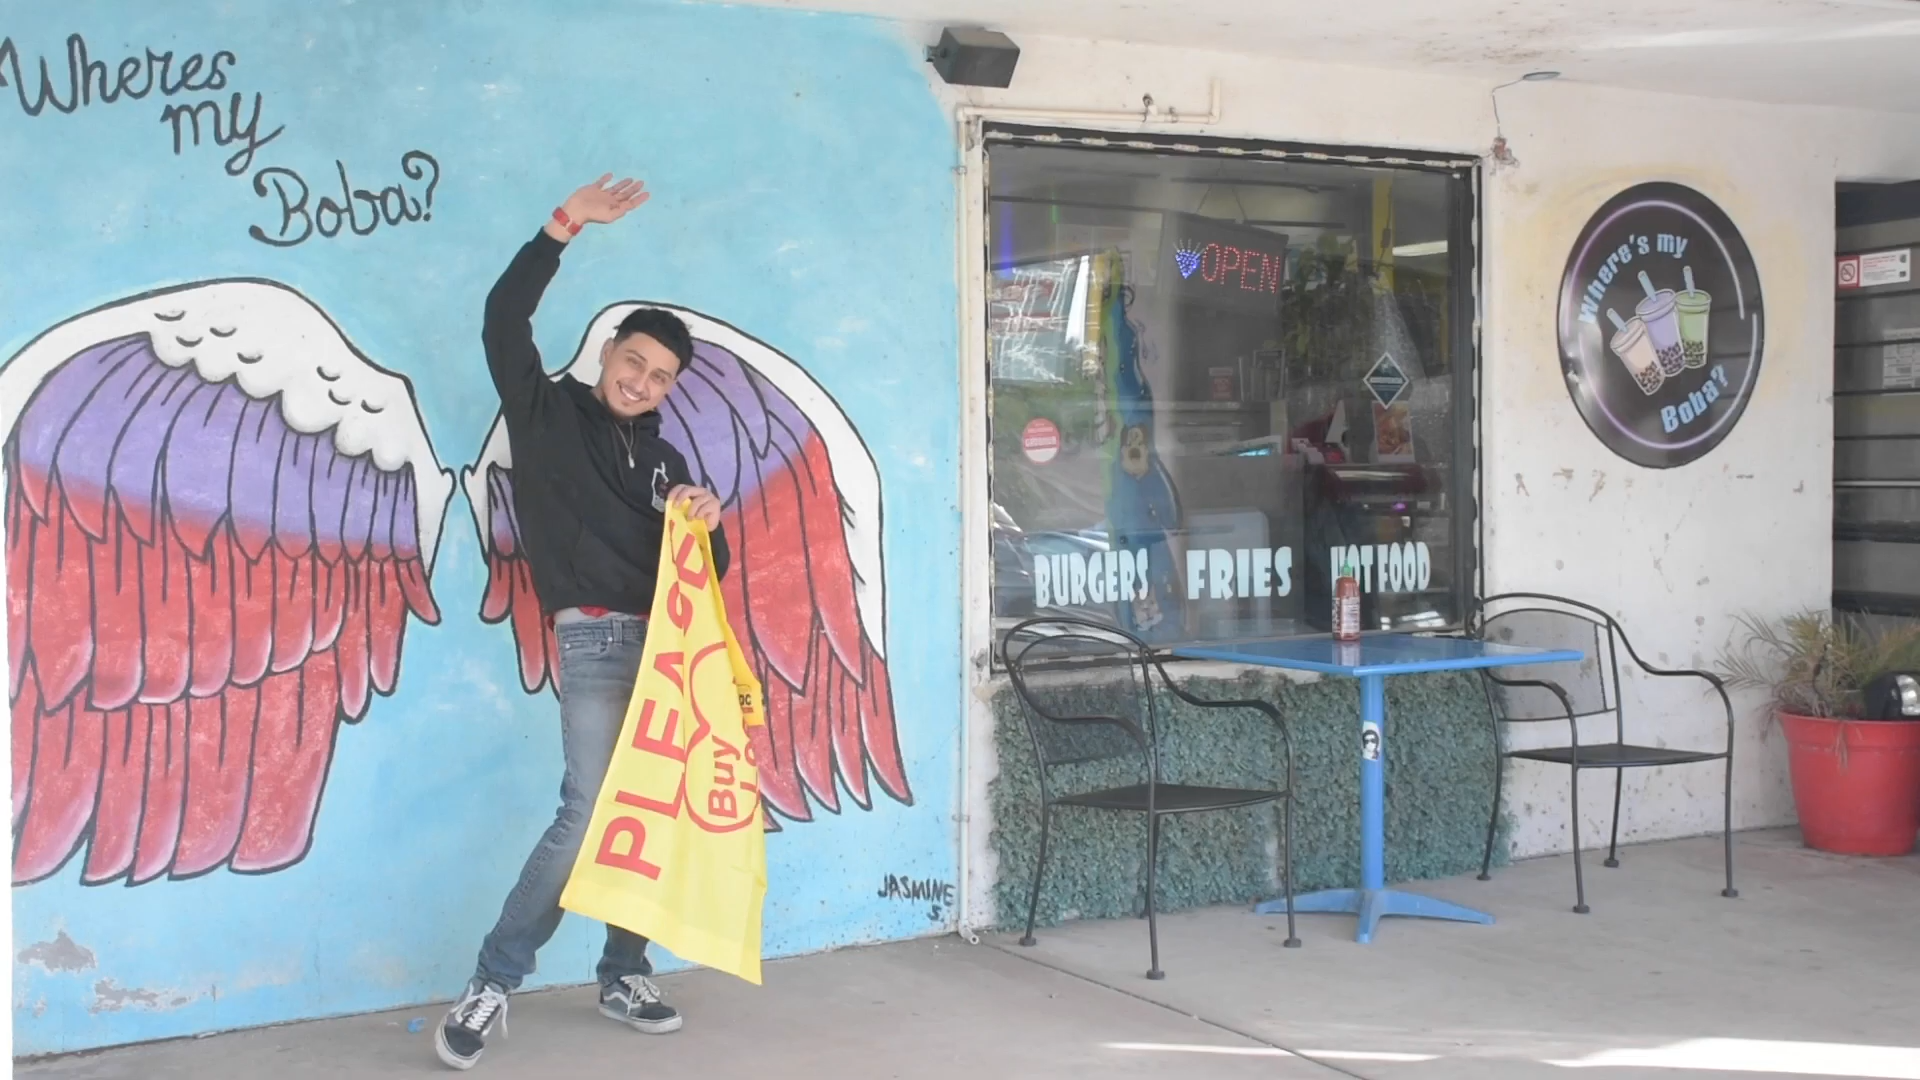 Wheres
my
Boba?
OPEN
BURGERS FRIES HOT FOOD
Where's my
Boba?
PLEASE
Buy
JASMINE
S.